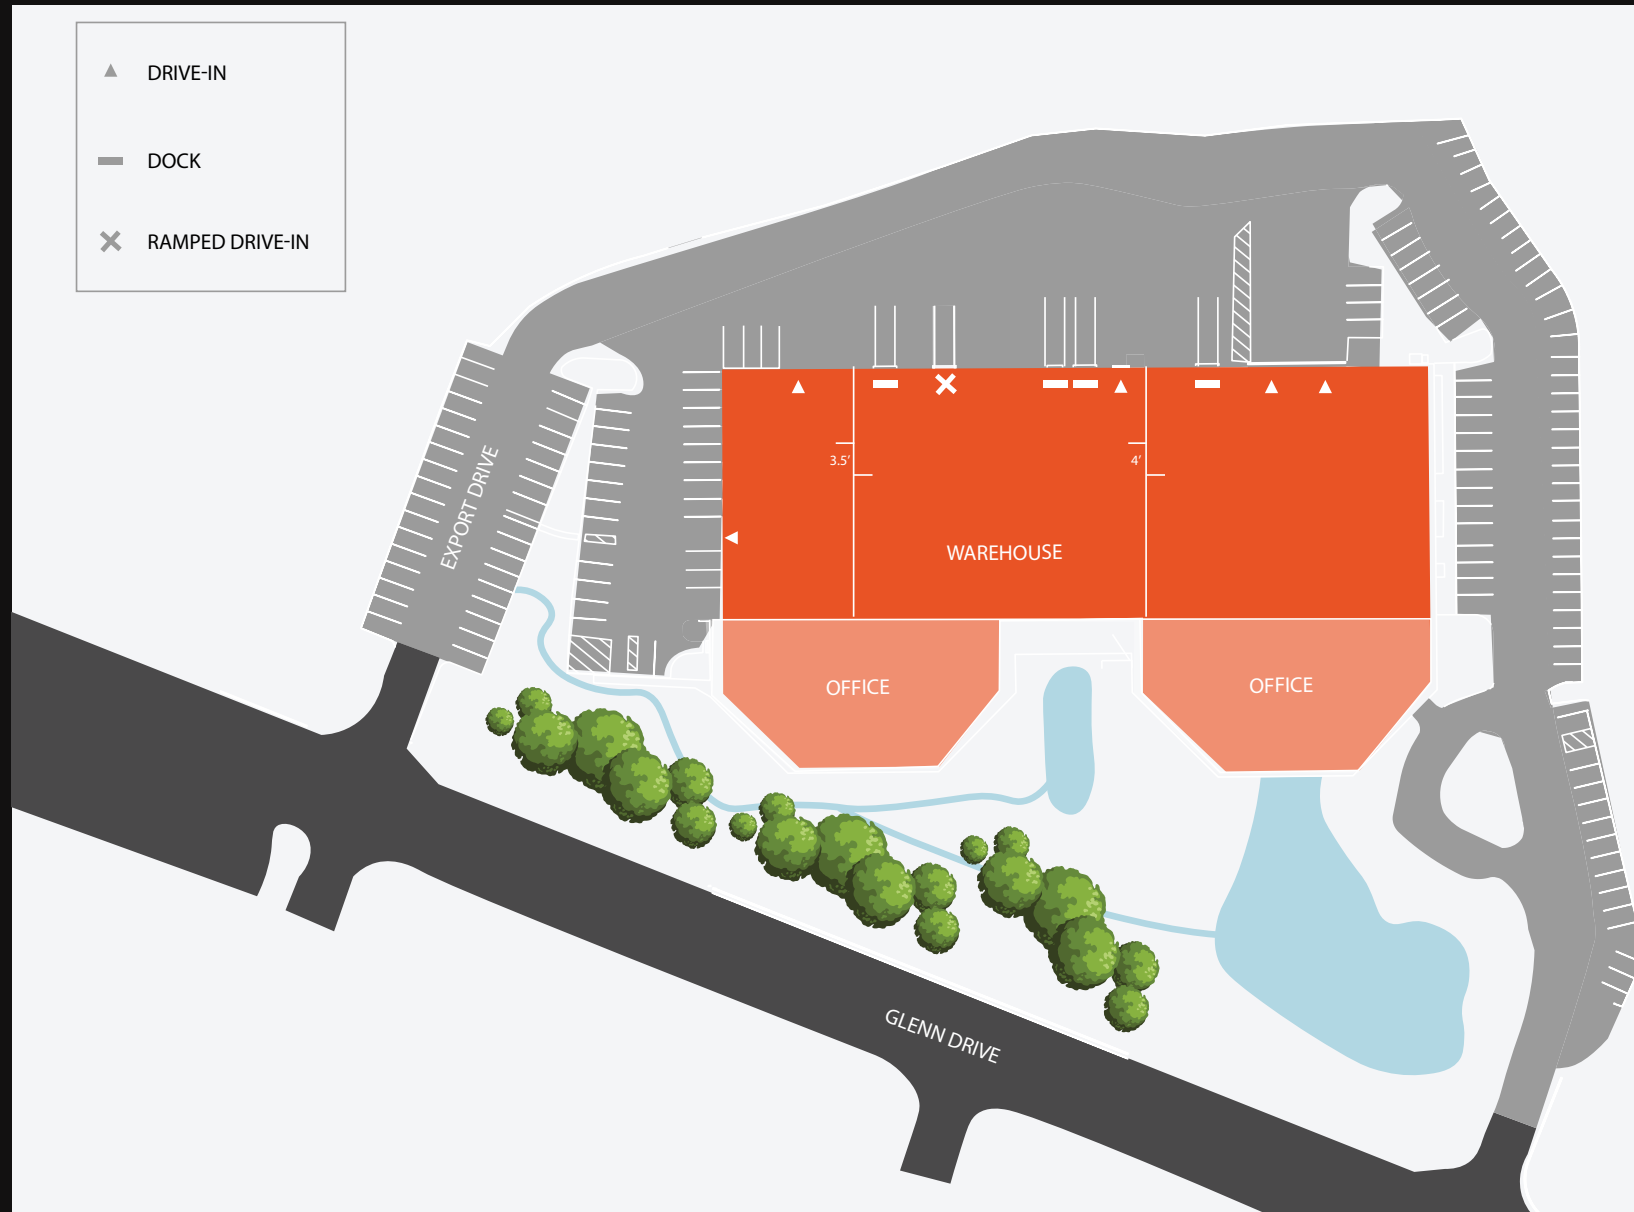 DRIVE-IN
DOCK
RAMPED DRIVE-IN
EXPORT DRIVE
3.5'
4'
WAREHOUSE
OFFICE
OFFICE
GLENN DRIVE